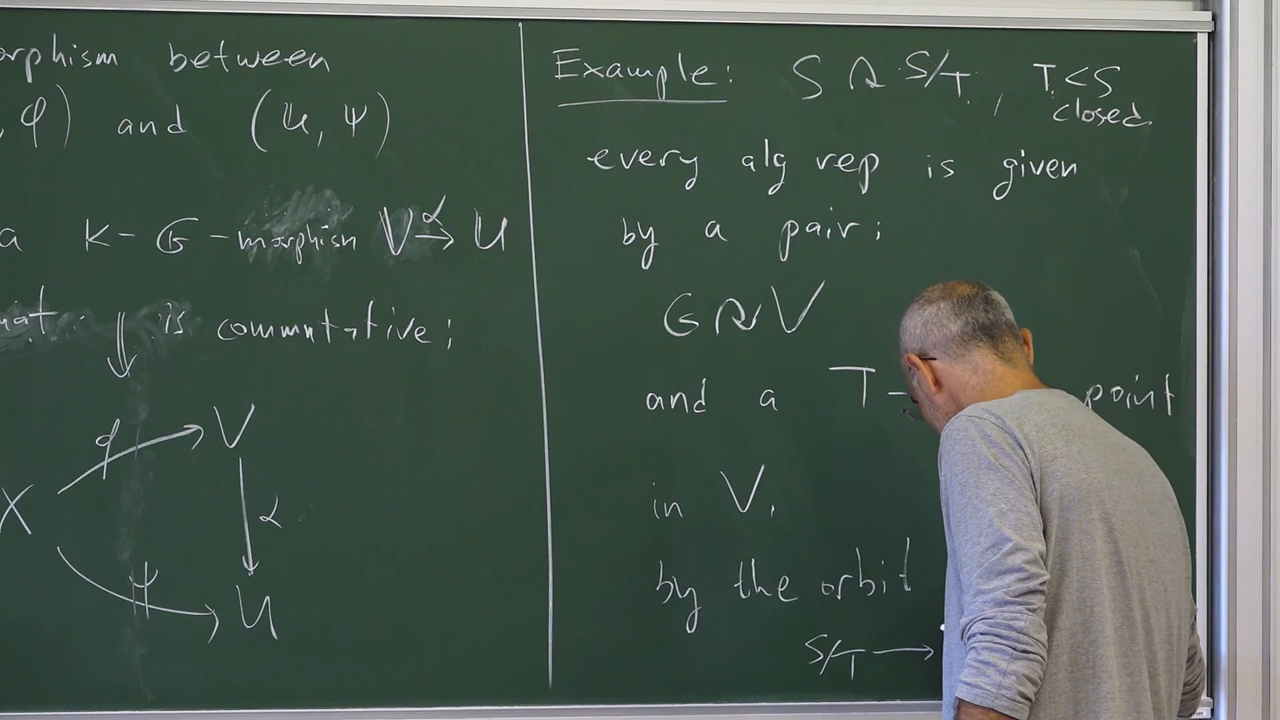 orphism between
, φ) and (U, Ψ)
a K-G-morphism V →α U
⇓ is commutative;
φ V
X α
Ψ U
Example: S ↷ S/T, T < S
closed
every alg rep is given
by a pair:
G ↷ V
and a T- point
in V,
by the orbit
S/T →